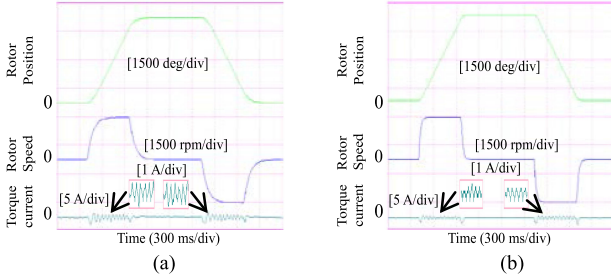 Rotor
Position
[1500 deg/div]
0
Rotor
Speed
[1500 rpm/div]
0
[1 A/div]
Torque
current
[5 A/div]
0
Time (300 ms/div)
(a)
Rotor
Position
[1500 deg/div]
0
Rotor
Speed
[1500 rpm/div]
0
[1 A/div]
Torque
current
[5 A/div]
0
Time (300 ms/div)
(b)